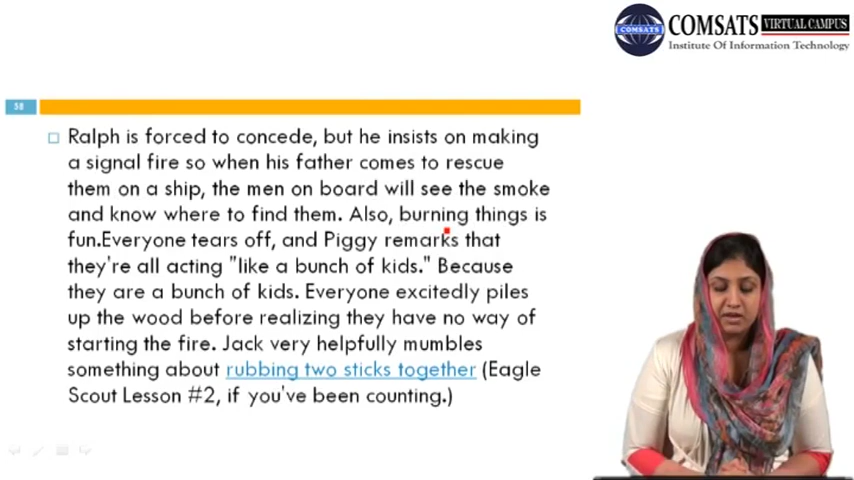 COMSATS
COMSATS VIRTUAL CAMPUS
Institute Of Information Technology
58
Ralph is forced to concede, but he insists on making
a signal fire so when his father comes to rescue
them on a ship, the men on board will see the smoke
and know where to find them. Also, burning things is
fun.Everyone tears off, and Piggy remarks that
they're all acting "like a bunch of kids." Because
they are a bunch of kids. Everyone excitedly piles
up the wood before realizing they have no way of
starting the fire. Jack very helpfully mumbles
something about rubbing two sticks together (Eagle
Scout Lesson #2, if you've been counting.)